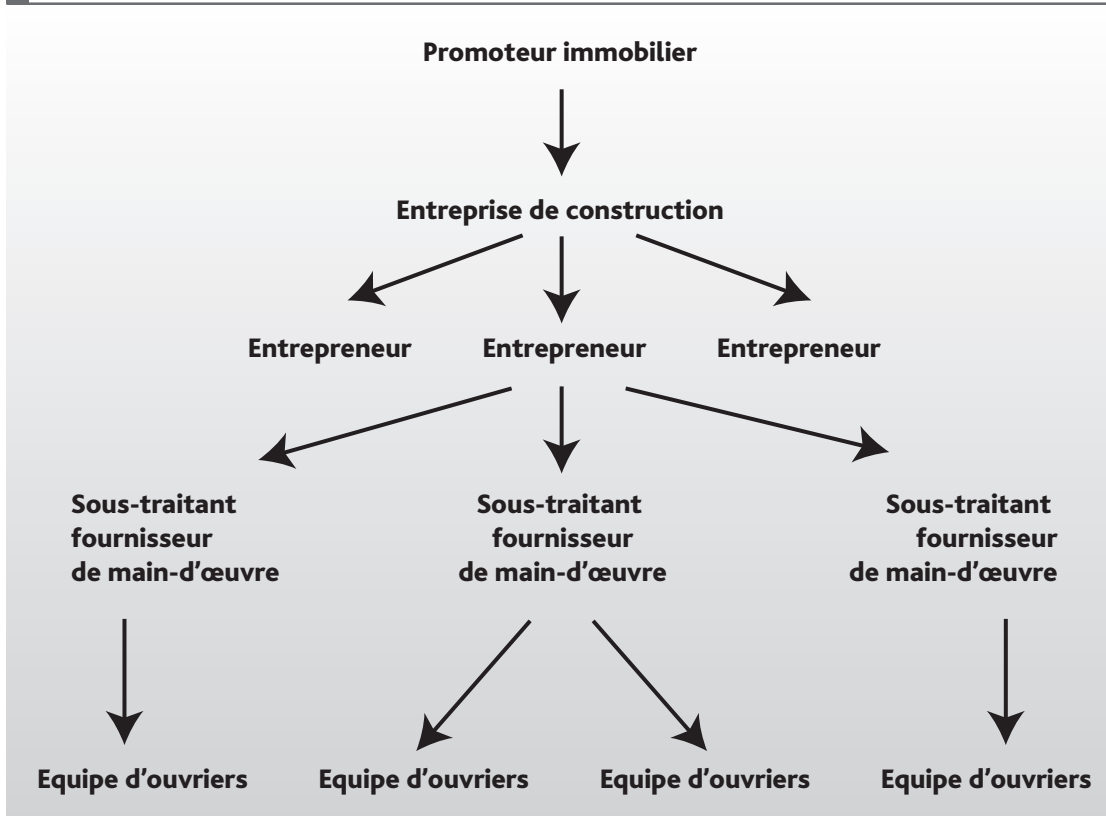 Promoteur immobilier
Entreprise de construction
Entrepreneur
Entrepreneur
Entrepreneur
Sous-traitant
fournisseur
de main-d'œuvre
Sous-traitant
fournisseur
de main-d'œuvre
Sous-traitant
fournisseur
de main-d'œuvre
Equipe d'ouvriers
Equipe d'ouvriers
Equipe d'ouvriers
Equipe d'ouvriers